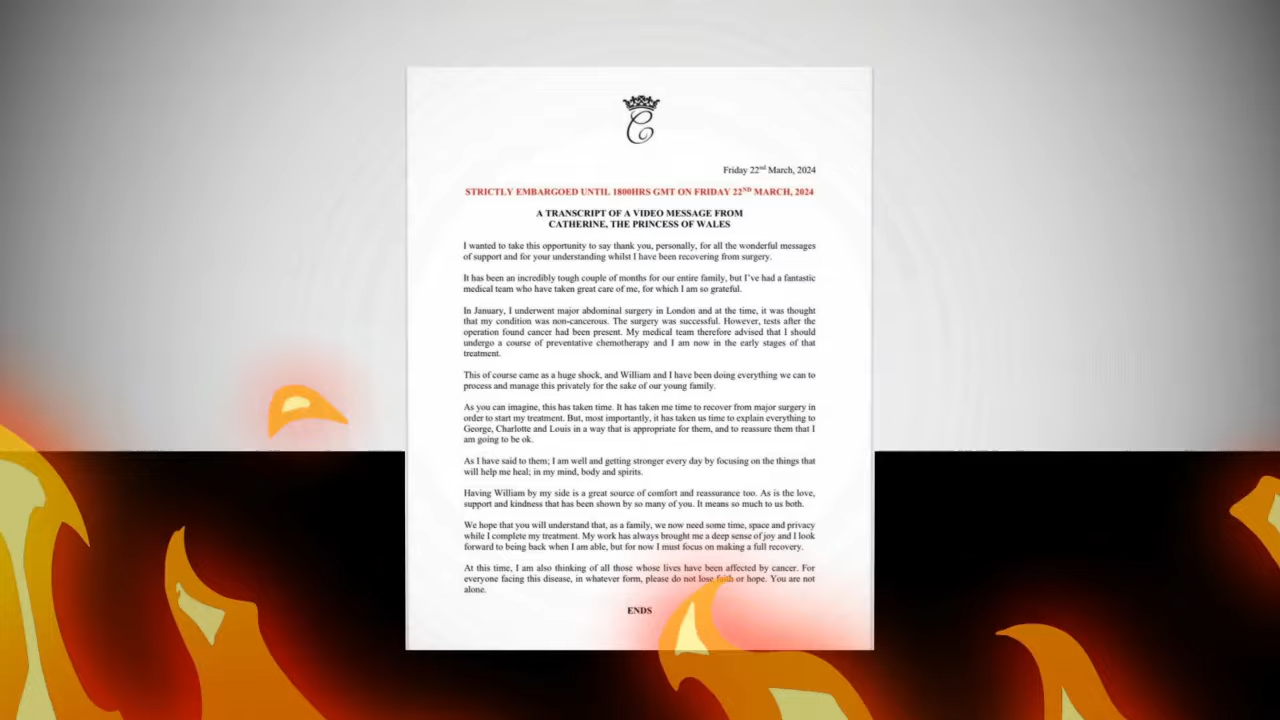 C
Friday 22nd March, 2024
STRICTLY EMBARGOED UNTIL 1800HRS GMT ON FRIDAY 22ND MARCH, 2024
A TRANSCRIPT OF A VIDEO MESSAGE FROM
CATHERINE, THE PRINCESS OF WALES
I wanted to take this opportunity to say thank you, personally, for all the wonderful messages
of support and for your understanding whilst I have been recovering from surgery.
It has been an incredibly tough couple of months for our entire family, but I've had a fantastic
medical team who have taken great care of me, for which I am so grateful.
In January, I underwent major abdominal surgery in London and at the time, it was thought
that my condition was non-cancerous. The surgery was successful. However, tests after the
operation found cancer had been present. My medical team therefore advised that I should
undergo a course of preventative chemotherapy and I am now in the early stages of that
treatment.
This of course came as a huge shock, and William and I have been doing everything we can to
process and manage this privately for the sake of our young family.
As you can imagine, this has taken time. It has taken me time to recover from major surgery in
order to start my treatment. But, most importantly, it has taken us time to explain everything to
George, Charlotte and Louis in a way that is appropriate for them, and to reassure them that I
am going to be ok.
As I have said to them; I am well and getting stronger every day by focusing on the things that
will help me heal; in my mind, body and spirits.
Having William by my side is a great source of comfort and reassurance too. As is the love,
support and kindness that has been shown by so many of you. It means so much to us both.
We hope that you will understand that, as a family, we now need some time, space and privacy
while I complete my treatment. My work has always brought me a deep sense of joy and I look
forward to being back when I am able, but for now I must focus on making a full recovery.
At this time, I am also thinking of all those whose lives have been affected by cancer. For
everyone facing this disease, in whatever form, please do not lose faith or hope. You are not
alone.
ENDS